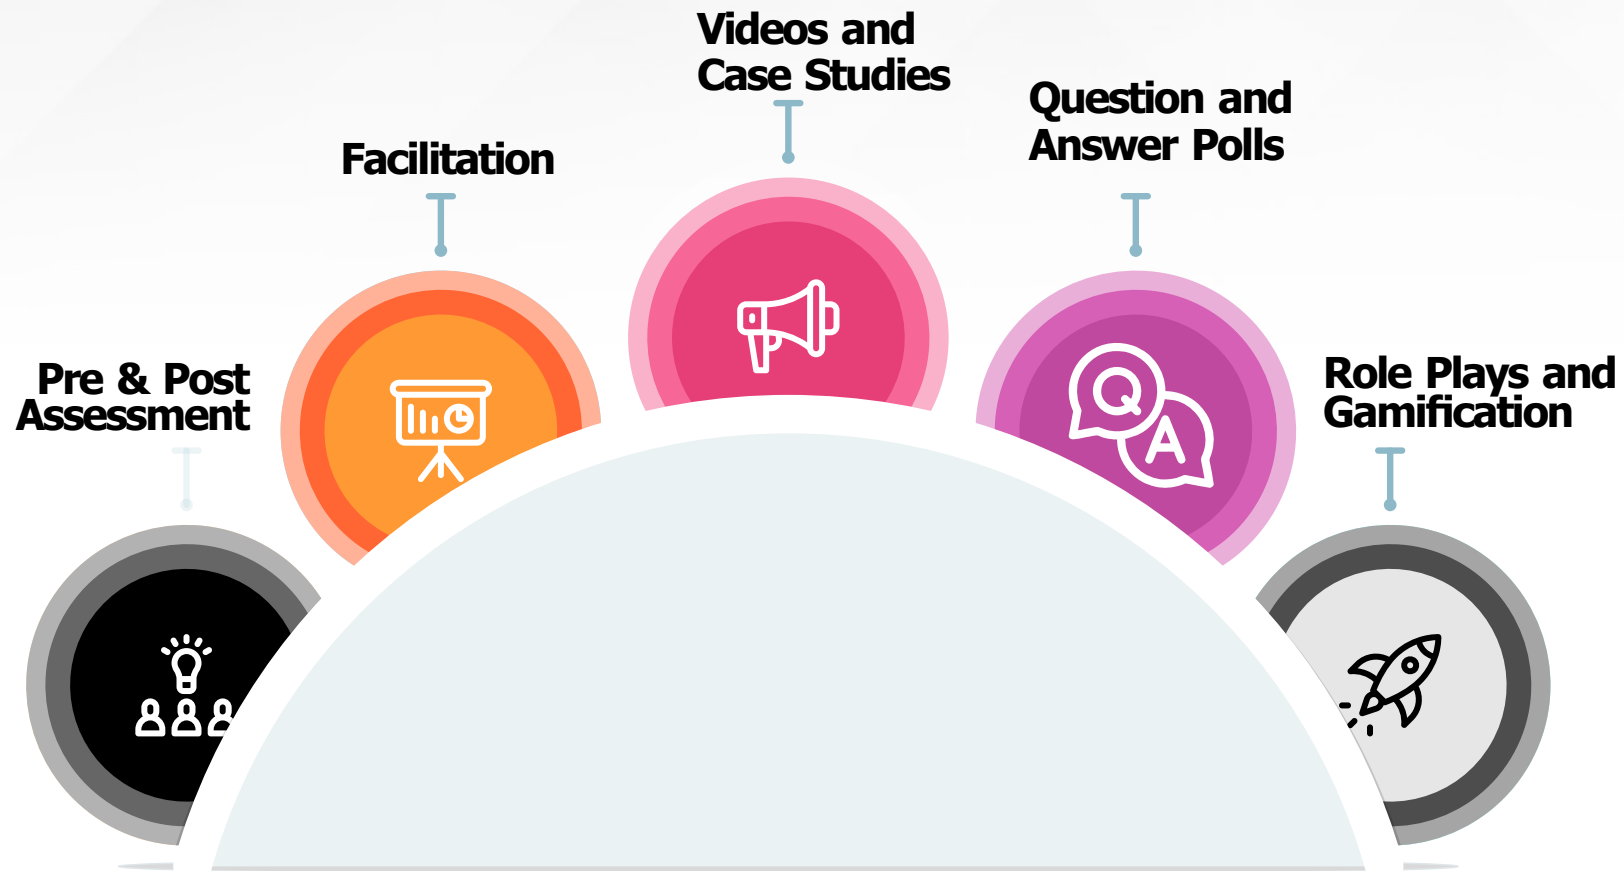 Videos and
Case Studies
Question and
Answer Polls
Facilitation
Pre & Post
Assessment
Role Plays and
Gamification
Q
A